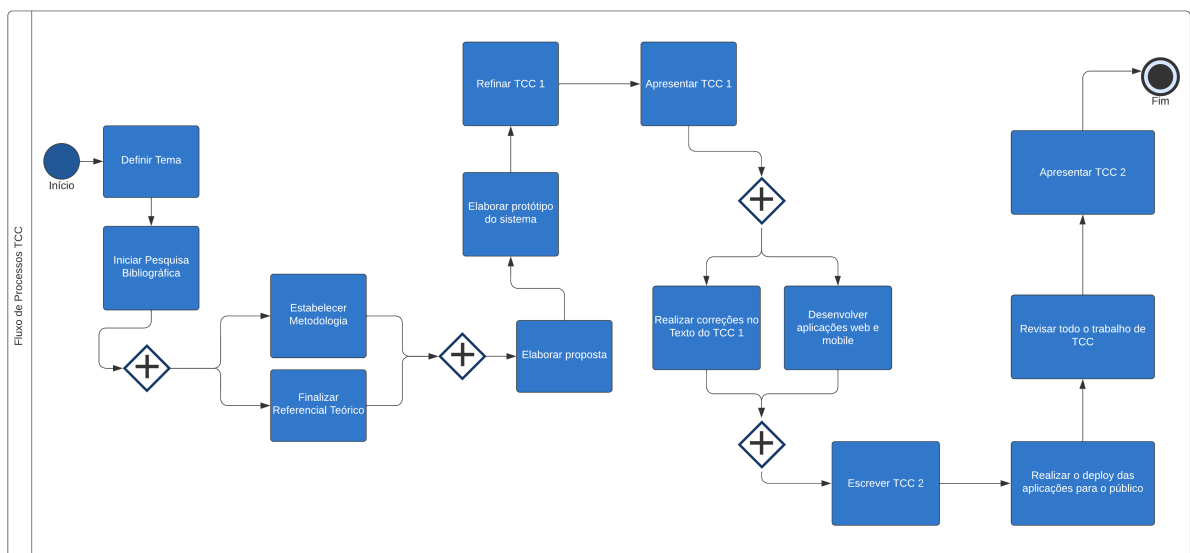 Fluxo de Processos TCC
Início
Definir Tema
Iniciar Pesquisa
Bibliográfica
Estabelecer
Metodologia
Finalizar
Referencial Teórico
Elaborar proposta
Elaborar protótipo
do sistema
Refinar TCC 1
Apresentar TCC 1
Realizar correções no
Texto do TCC 1
Desenvolver
aplicações web e
mobile
Escrever TCC 2
Realizar o deploy das
aplicações para o público
Revisar todo o trabalho de
TCC
Apresentar TCC 2
Fim